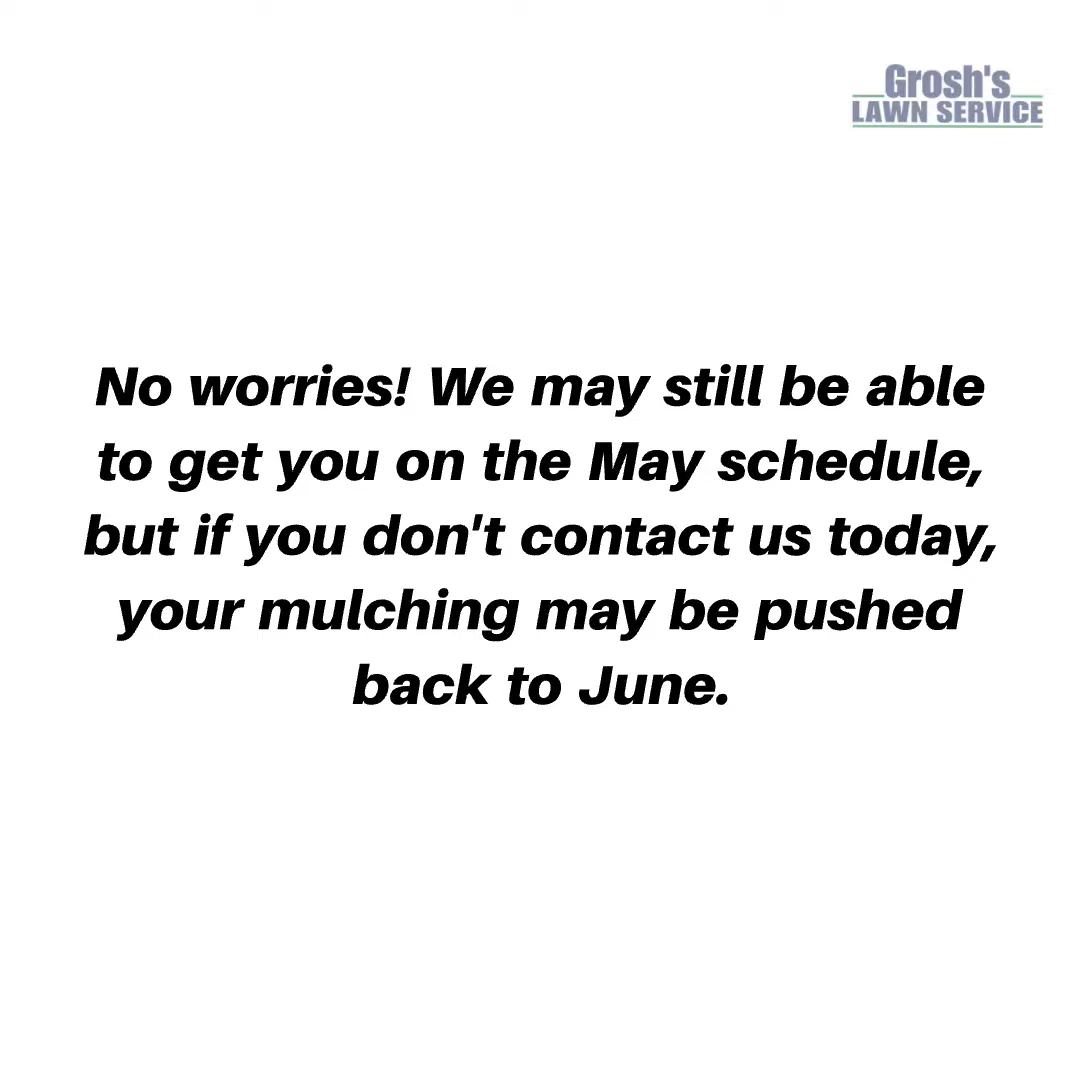 Grosh's
LAWN SERVICE
No worries! We may still be able
to get you on the May schedule,
but if you don't contact us today,
your mulching may be pushed
back to June.